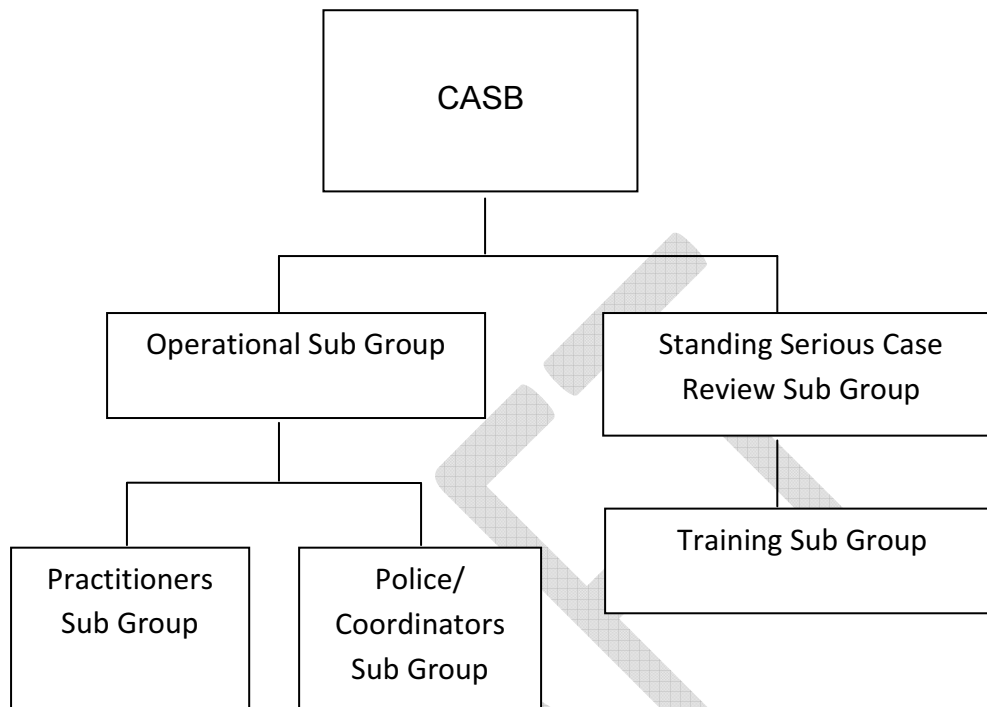 CASB
Operational Sub Group
Standing Serious Case
Review Sub Group
Training Sub Group
Practitioners
Sub Group
Police/
Coordinators
Sub Group